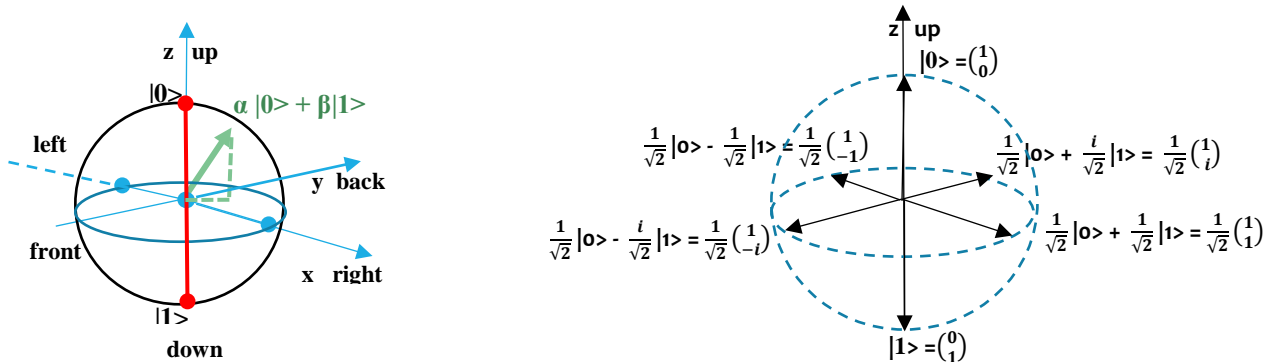 z up
|0>
α |0> + β|1>
left
y back
front
x right
|1>
down
z up
|0> =(1 0)
1/√2 |0> - 1/√2 |1> = 1/√2 (1 -1)
1/√2 |0> + i/√2 |1> = 1/√2 (1 i)
1/√2 |0> - i/√2 |1> = 1/√2 (1 -i)
1/√2 |0> + 1/√2 |1> = 1/√2 (1 1)
|1> =(0 1)